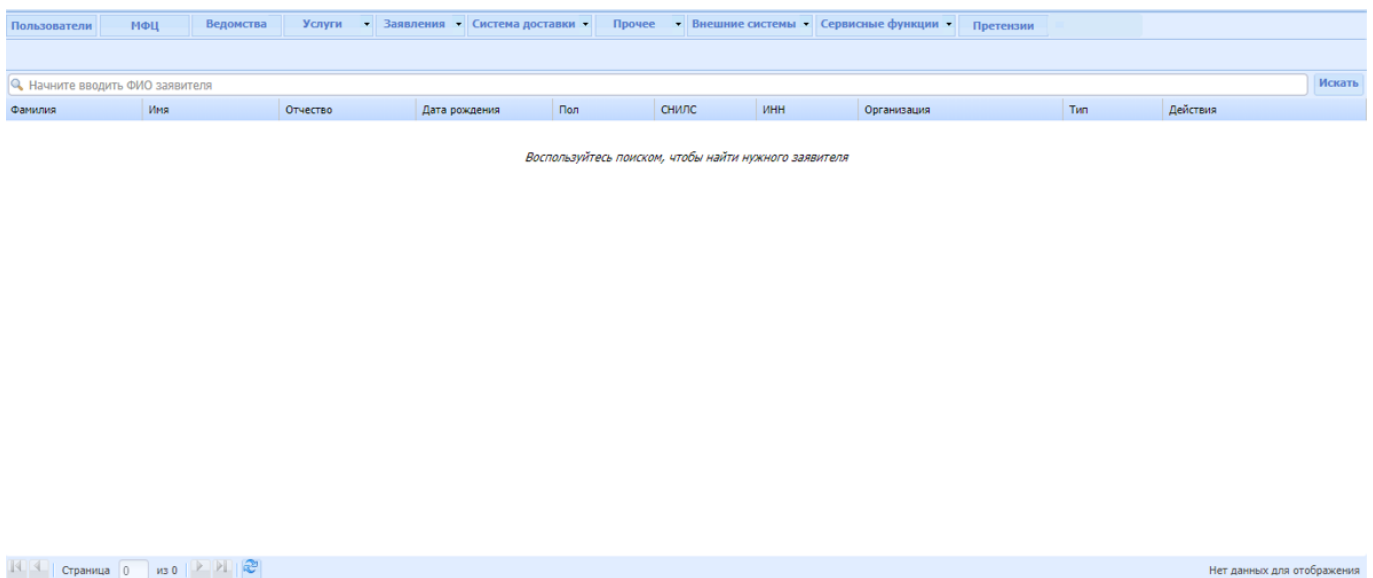 Пользователи МФЦ Ведомства Услуги Заявления Система доставки Прочее Внешние системы Сервисные функции Претензии
Начните вводить ФИО заявителя Искать
Фамилия Имя Отчество Дата рождения Пол СНИЛС ИНН Организация Тип Действия
Воспользуйтесь поиском, чтобы найти нужного заявителя
Страница 0 из 0 Нет данных для отображения